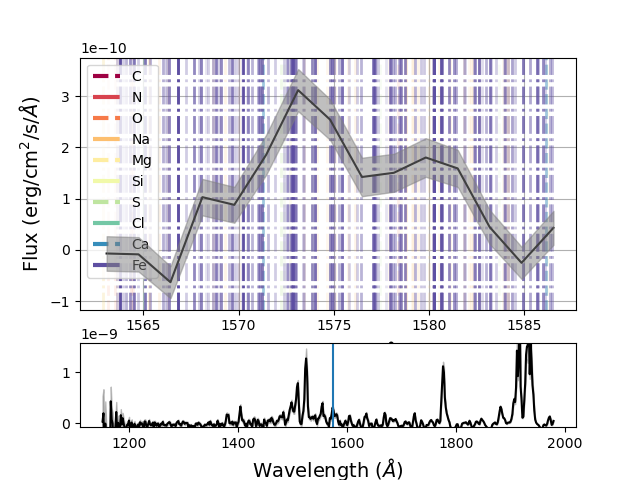 1e−10
Flux (erg/cm²/s/Å)
3
2
1
0
−1
C
N
O
Na
Mg
Si
S
Cl
Ca
Fe
1565 1570 1575 1580 1585
1e−9
1
0
1200 1400 1600 1800 2000
Wavelength (Å)